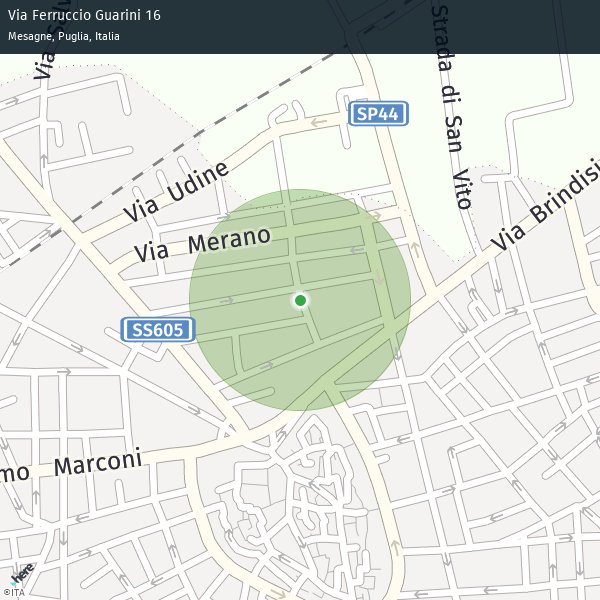 Via Ferruccio Guarini 16
Mesagne, Puglia, Italia
SP44
Strada di San Vito
Via Udine
Via Brindisi
Via Merano
SS605
mo Marconi
here
©ITA